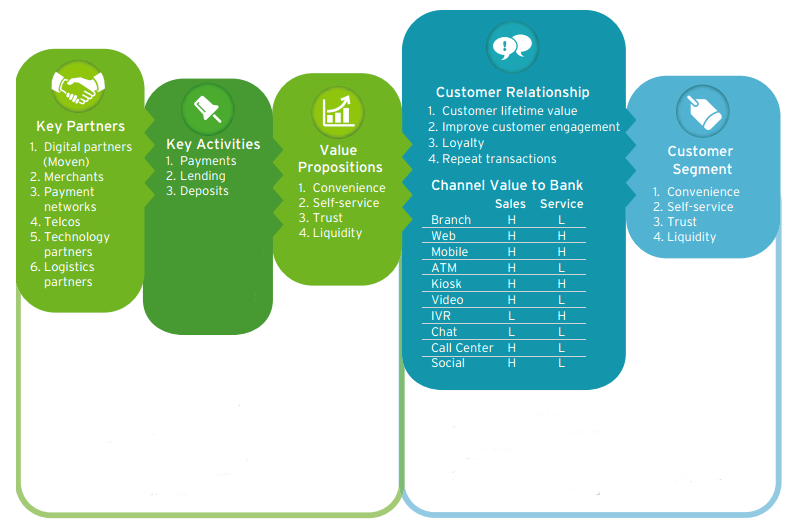 Key Partners
1. Digital partners
(Moven)
2. Merchants
3. Payment
networks
4. Telcos
5. Technology
partners
6. Logistics
partners
Key Activities
1. Payments
2. Lending
3. Deposits
Value
Propositions
1. Convenience
2. Self-service
3. Trust
4. Liquidity
!
Customer Relationship
1. Customer lifetime value
2. Improve customer engagement
3. Loyalty
4. Repeat transactions
Channel Value to Bank
Sales Service
Branch H L
Web H H
Mobile H H
ATM H L
Kiosk H H
Video H L
IVR L H
Chat L L
Call Center H L
Social H L
Customer
Segment
1. Convenience
2. Self-service
3. Trust
4. Liquidity